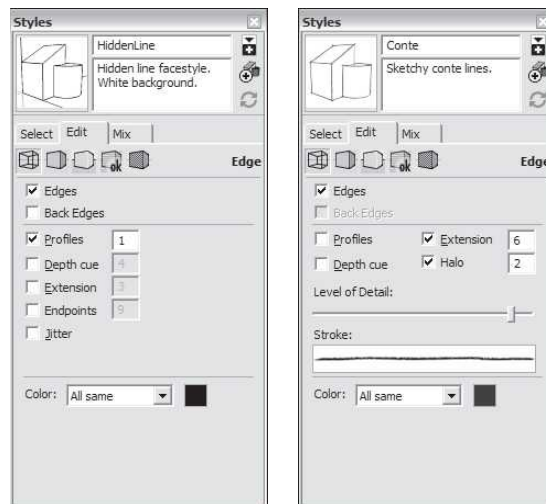 Styles
HiddenLine
Hidden line facestyle.
White background.
Select Edit Mix
ok
Edge
Edges
Back Edges
Profiles 1
Depth cue 4
Extension 3
Endpoints 9
Jitter
Color: All same
Styles
Conte
Sketchy conte lines.
Select Edit Mix
ok
Edge
Edges
Back Edges
Profiles Extension 6
Depth cue Halo 2
Level of Detail:
Stroke:
Color: All same